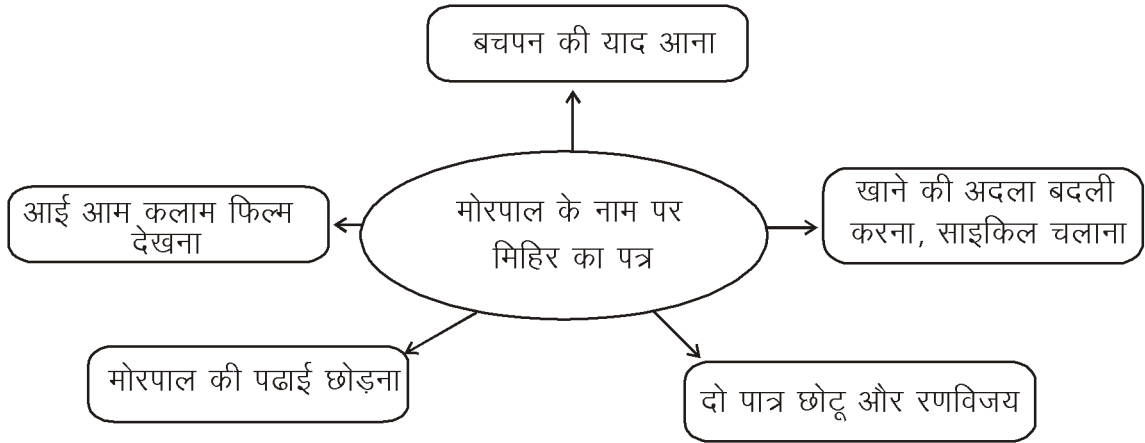 बचपन की याद आना
मोरपाल के नाम पर
मिहिर का पत्र
खाने की अदला बदली
करना, साइकिल चलाना
आई आम कलाम फिल्म
देखना
मोरपाल की पढाई छोड़ना
दो पात्र छोटू और रणविजय